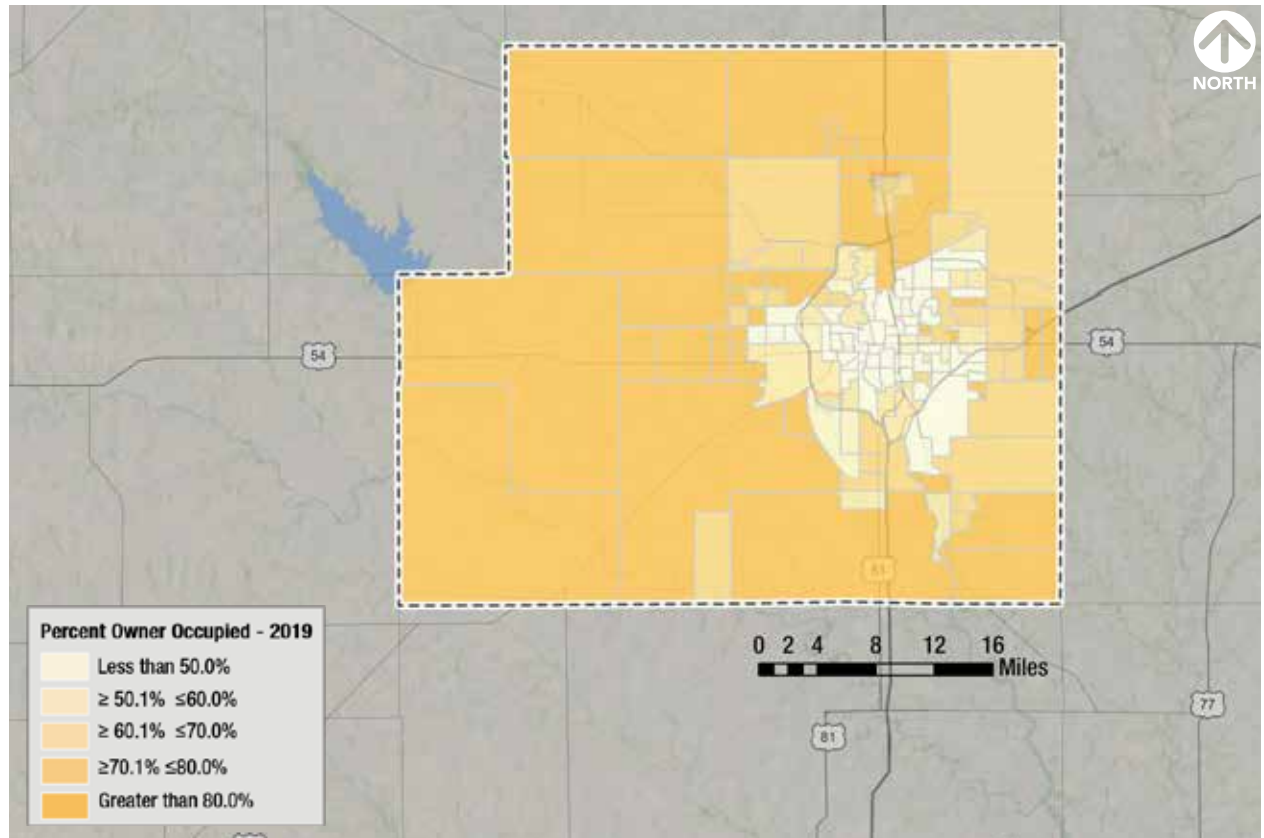 NORTH
54
54
Percent Owner Occupied - 2019
Less than 50.0%
≥ 50.1% ≤60.0%
≥ 60.1% ≤70.0%
≥70.1% ≤80.0%
Greater than 80.0%
0 2 4 8 12 16
Miles
77
81